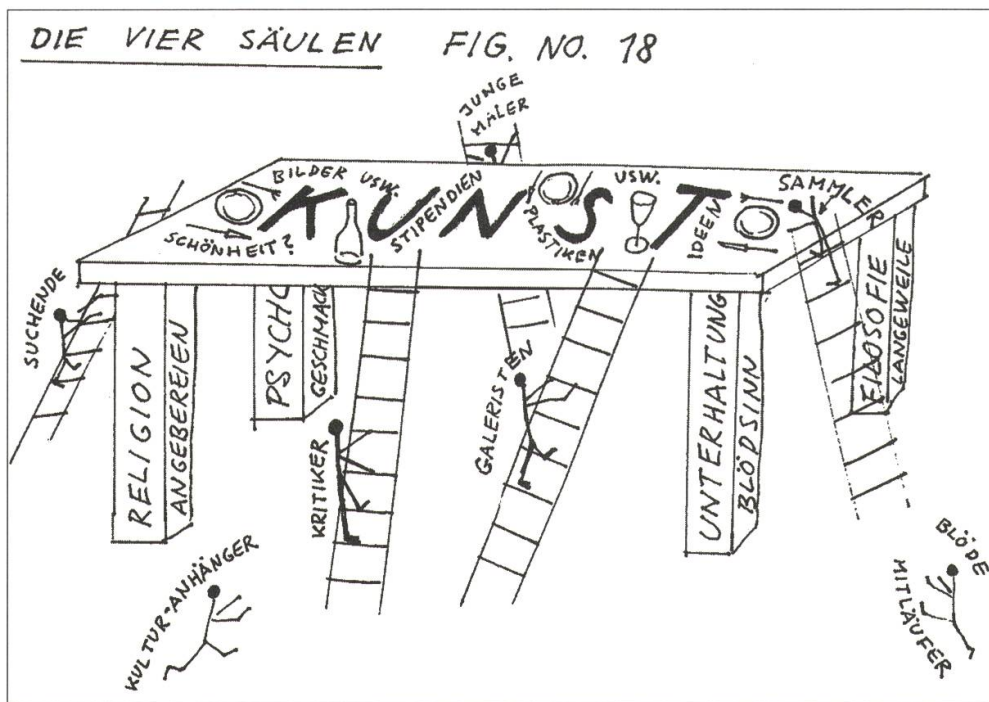 DIE VIER SÄULEN FIG. NO. 18
JUNGE
MALER
BILDER USW.
USW.
SAMMLER
KUNST
SCHÖNHEIT?
STIPENDIEN
PLASTIKEN
IDEEN
SUCHENDE
RELIGION
ANGEBEREIEN
PSYCHO
GESCHMACK
KRITIKER
GALERISTEN
UNTERHALTUNG
BLÖDSINN
FILOSOFIE
LANGEWEILE
KULTUR-ANHÄNGER
BLÖDE
MITLÄUFER